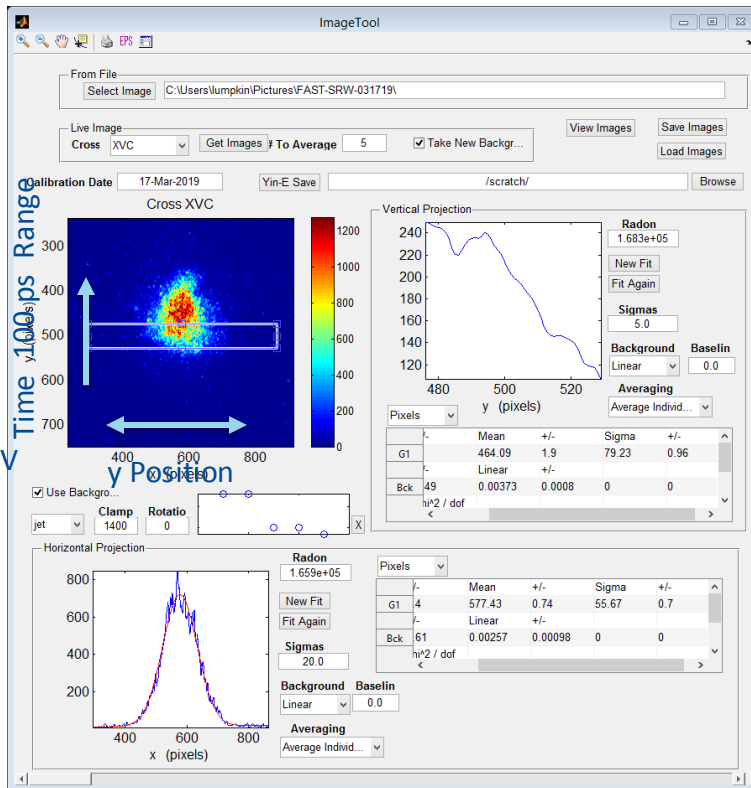 ImageTool
EPS
From File
Select Image C:\Users\lumpkin\Pictures\FAST-SRW-031719\
Live Image
Cross XVC Get Images # To Average 5 Take New Backgr...
View Images Save Images
Load Images
Calibration Date 17-Mar-2019 Yin-E Save /scratch/ Browse
Cross XVC
300
400
500
600
700
400 600 800
x (pixels)
y (pixels)
1200
1000
800
600
400
200
0
V Time 100 ps Range
y Position
Vertical Projection
240
220
200
180
160
140
120
480 500 520
y (pixels)
Radon
1.683e+05
New Fit
Fit Again
Sigmas
5.0
Background Baselin
Linear 0.0
Averaging
Average Individ...
Pixels
/- Mean +/- Sigma +/-
G1 464.09 1.9 79.23 0.96
/- Linear +/-
Bck 49 0.00373 0.0008 0 0
hi^2 / dof
Use Backgro...
Clamp Rotatio
jet 1400 0 X
Horizontal Projection
800
600
400
200
400 600 800
x (pixels)
Radon
1.659e+05
New Fit
Fit Again
Sigmas
20.0
Background Baselin
Linear 0.0
Averaging
Average Individ...
Pixels
/- Mean +/- Sigma +/-
G1 .4 577.43 0.74 55.67 0.7
/- Linear +/-
Bck .61 0.00257 0.00098 0 0
hi^2 / dof